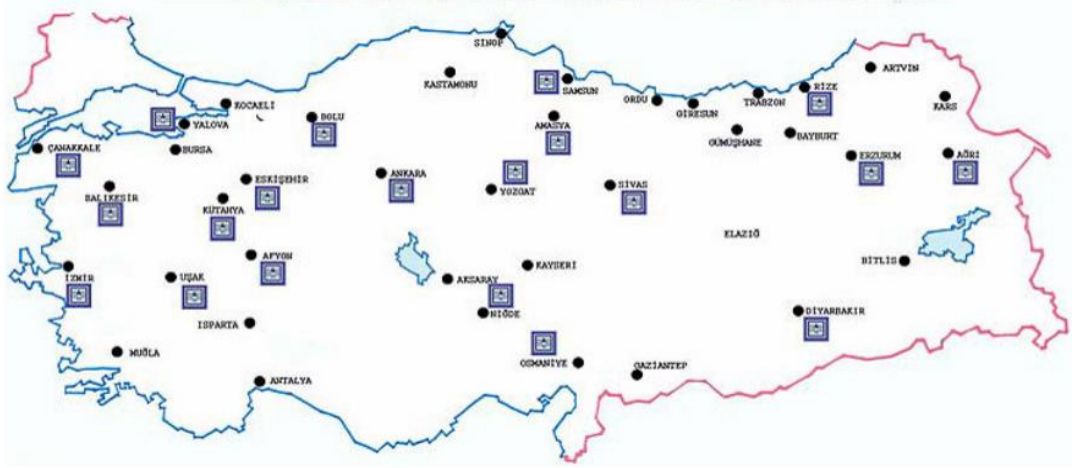 SİNOP
KASTAMONU
SAMSUN
ARTVİN
RİZE
KARS
ORDU
GİRESUN
TRABZON
KOCAELİ
YALOVA
BOLU
AMASYA
GÜMÜŞHANE
BAYBURT
ÇANAKKALE
BURSA
ERZURUM
AĞRI
ANKARA
ESKİŞEHİR
YOZGAT
SİVAS
BALIKESİR
KÜTAHYA
ELAZIĞ
AFYON
BİTLİS
KAYSERİ
İZMİR
UŞAK
AKSARAY
NİĞDE
DİYARBAKIR
ISPARTA
MUĞLA
OSMANİYE
GAZİANTEP
ANTALYA